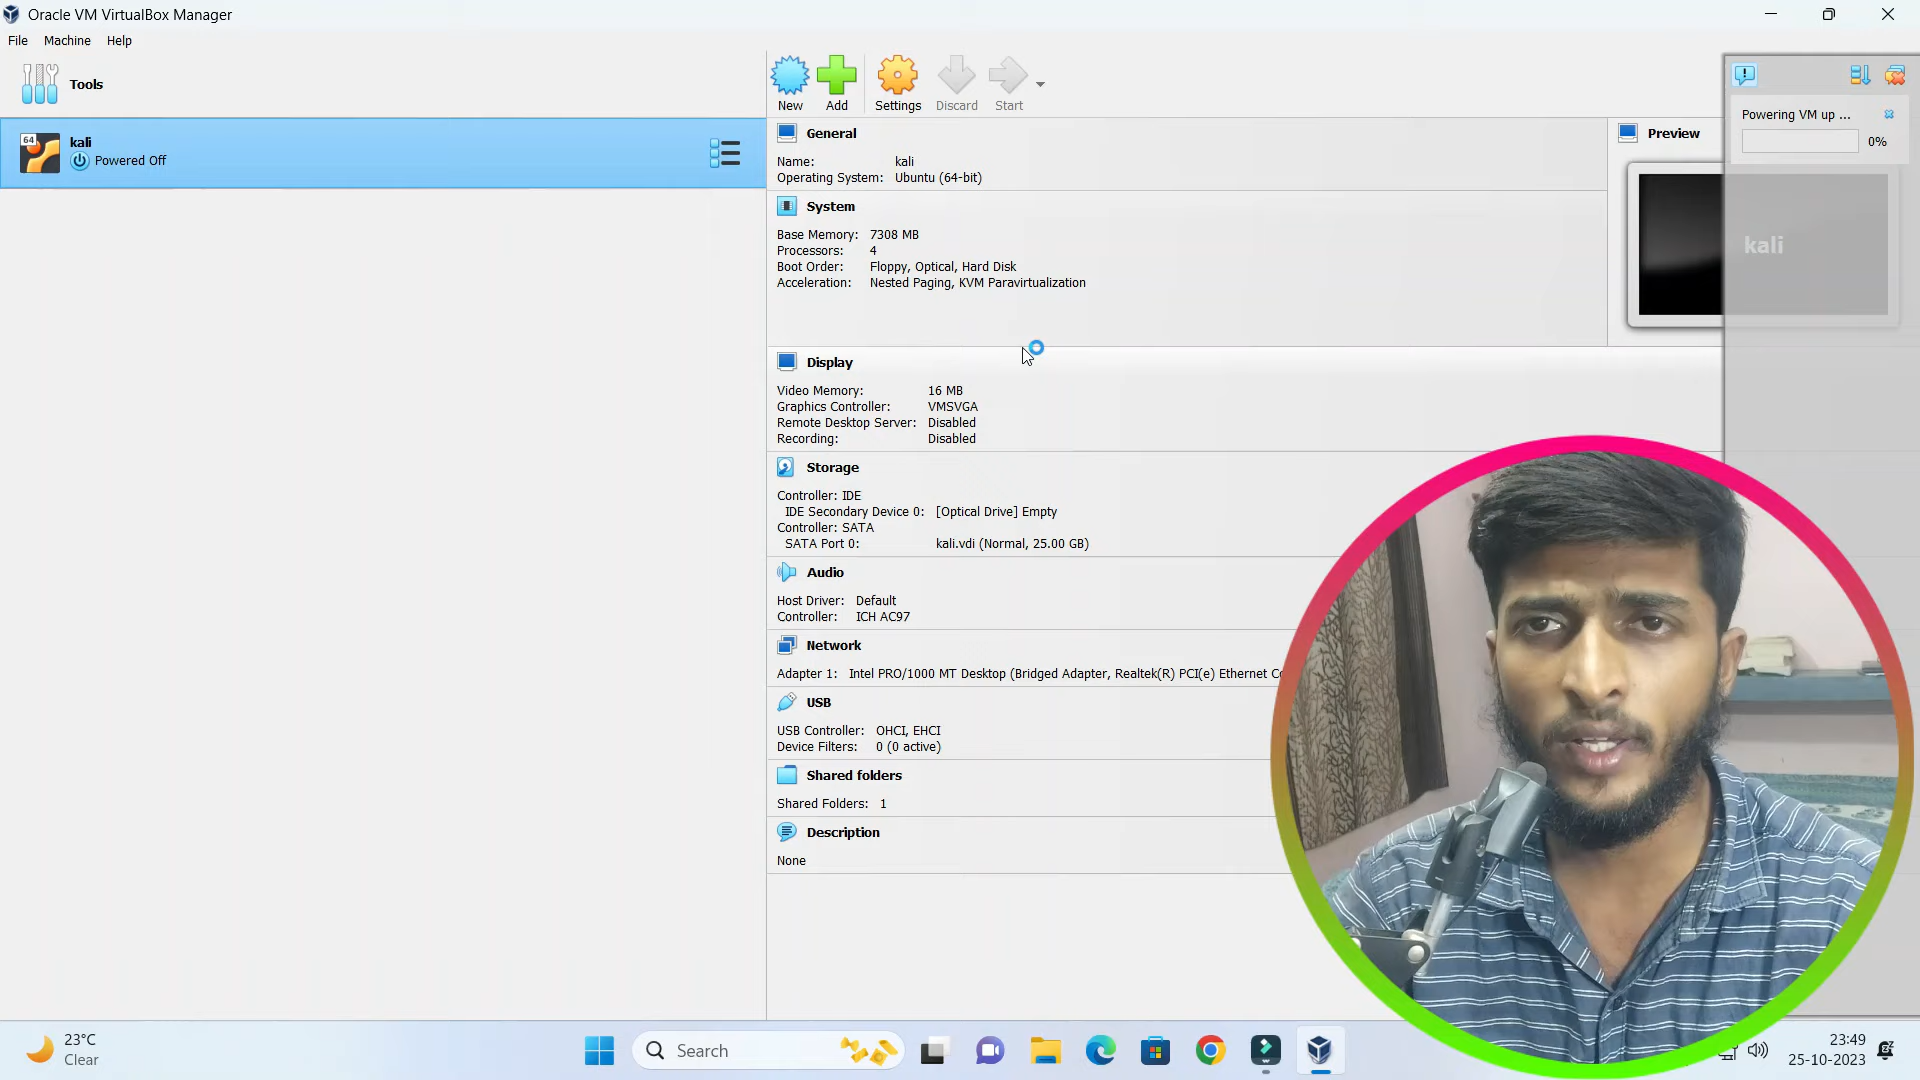 Oracle VM VirtualBox Manager
File Machine Help
Tools
64
kali
Powered Off
New
Add
Settings
Discard
Start
General
Name: kali
Operating System: Ubuntu (64-bit)
System
Base Memory: 7308 MB
Processors: 4
Boot Order: Floppy, Optical, Hard Disk
Acceleration: Nested Paging, KVM Paravirtualization
Preview
kali
Powering VM up ...
0%
Display
Video Memory: 16 MB
Graphics Controller: VMSVGA
Remote Desktop Server: Disabled
Recording: Disabled
Storage
Controller: IDE
IDE Secondary Device 0: [Optical Drive] Empty
Controller: SATA
SATA Port 0: kali.vdi (Normal, 25.00 GB)
Audio
Host Driver: Default
Controller: ICH AC97
Network
Adapter 1: Intel PRO/1000 MT Desktop (Bridged Adapter, Realtek(R) PCI(e) Ethernet
USB
USB Controller: OHCI, EHCI
Device Filters: 0 (0 active)
Shared folders
Shared Folders: 1
Description
None
23°C
Clear
Search
23:49
25-10-2023